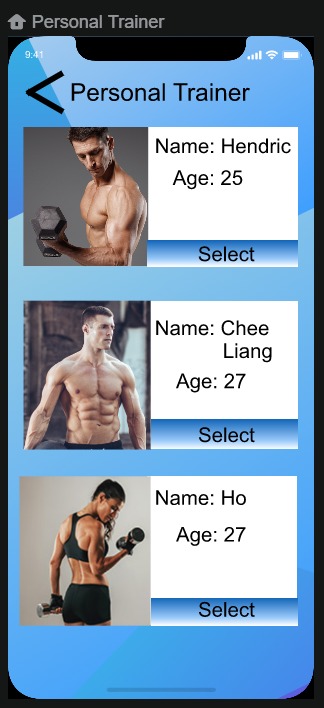 Personal Trainer
9:41
Personal Trainer
Name: Hendric
Age: 25
Select
Name: Chee
Liang
Age: 27
Select
Name: Ho
Age: 27
Select